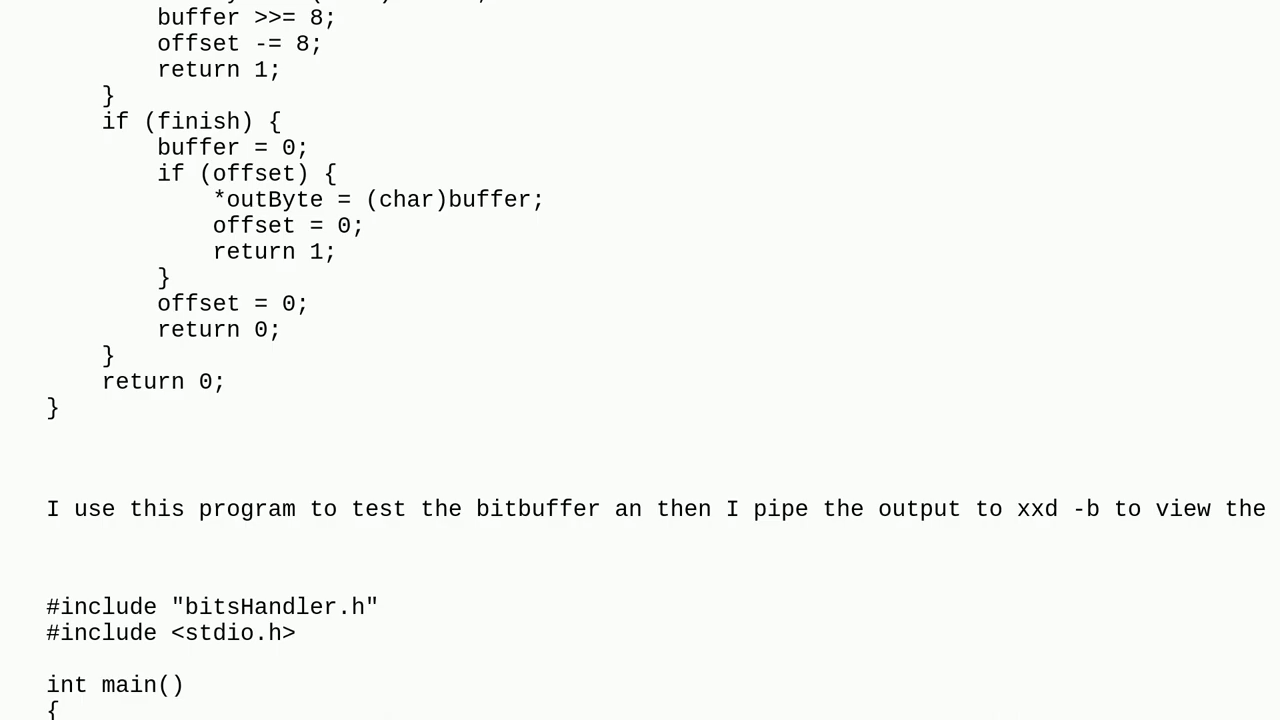 buffer >>= 8;
offset -= 8;
return 1;
}
if (finish) {
buffer = 0;
if (offset) {
*outByte = (char)buffer;
offset = 0;
return 1;
}
offset = 0;
return 0;
}
return 0;
}
I use this program to test the bitbuffer an then I pipe the output to xxd -b to view the
#include "bitsHandler.h"
#include <stdio.h>
int main()
{